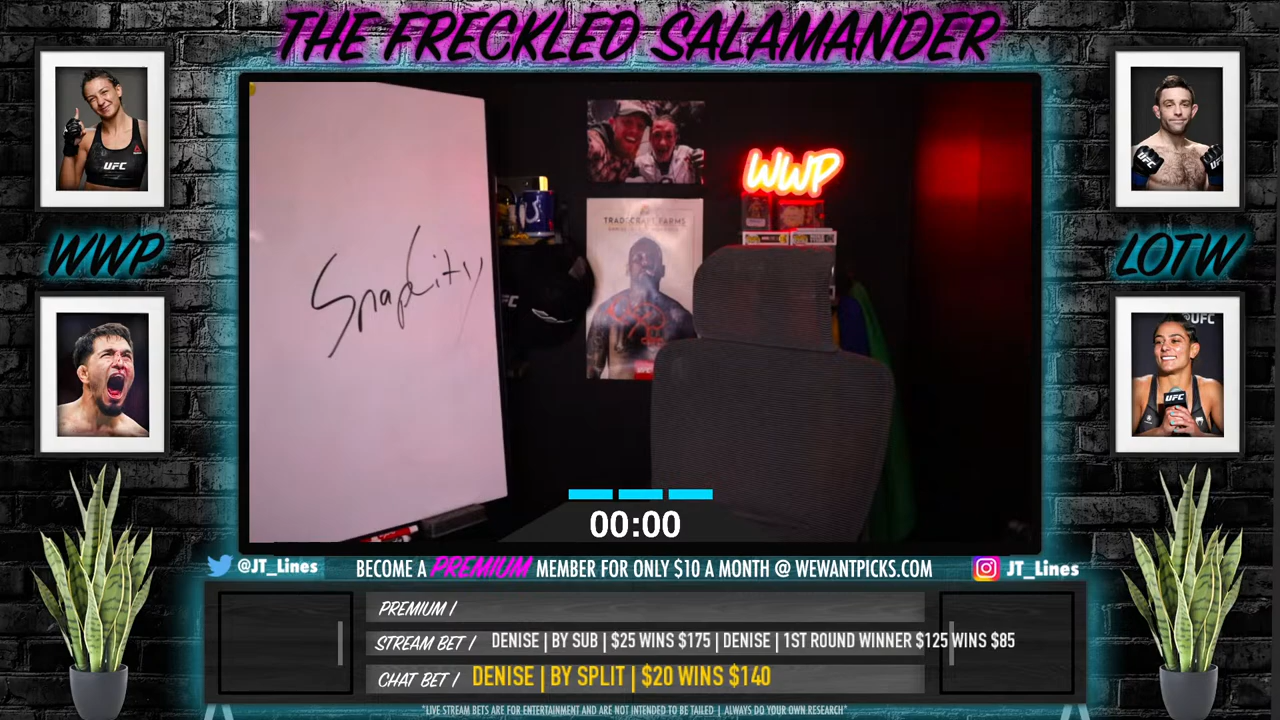 THE FRECKLED SALAMANDER
UFC
WWP
LOTW
@UFC
UFC
WWP
TRADECRAFT FARMS
00:00
@JT_Lines
BECOME A PREMIUM MEMBER FOR ONLY $10 A MONTH @ WEWANTPICKS.COM
JT_Lines
PREMIUM /
STREAM BET / DENISE | BY SUB | $25 WINS $175 | DENISE | 1ST ROUND WINNER $125 WINS $85
CHAT BET / DENISE | BY SPLIT | $20 WINS $140
*LIVE STREAM BETS ARE FOR ENTERTAINMENT AND ARE NOT INTENDED TO BE TAILED | ALWAYS DO YOUR OWN RESEARCH*